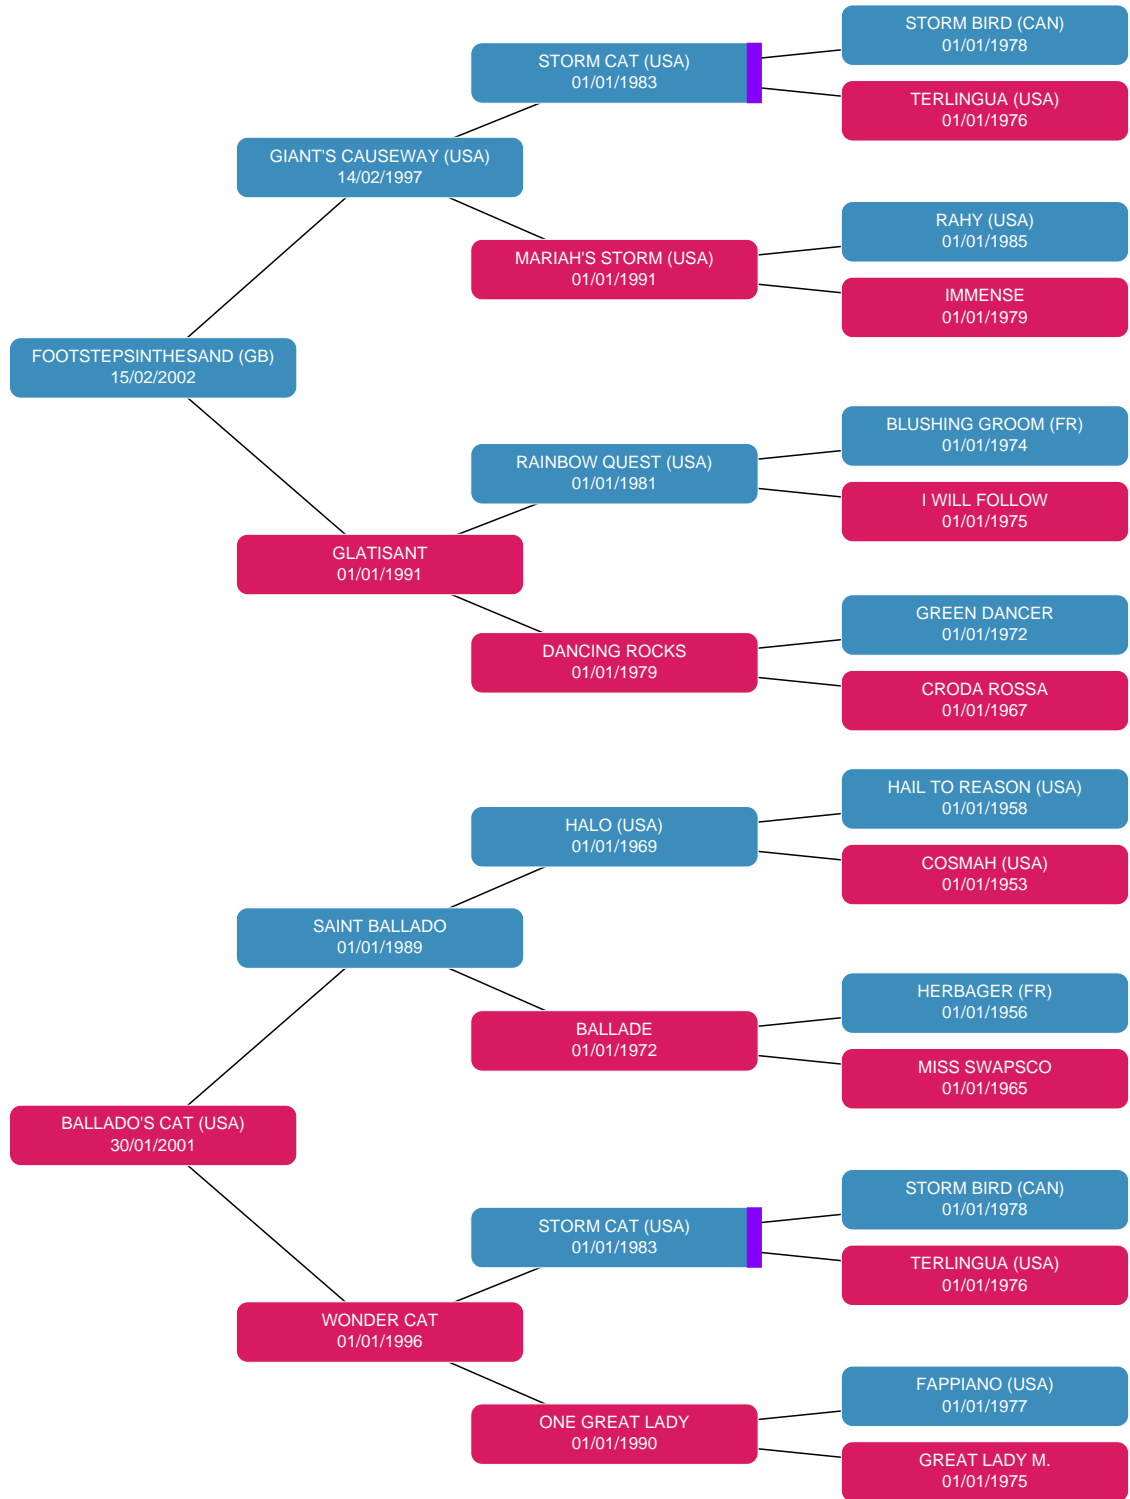 STORM BIRD (CAN)
01/01/1978
STORM CAT (USA)
01/01/1983
TERLINGUA (USA)
01/01/1976
GIANT'S CAUSEWAY (USA)
14/02/1997
RAHY (USA)
01/01/1985
MARIAH'S STORM (USA)
01/01/1991
IMMENSE
01/01/1979
FOOTSTEPSINTHESAND (GB)
15/02/2002
BLUSHING GROOM (FR)
01/01/1974
RAINBOW QUEST (USA)
01/01/1981
I WILL FOLLOW
01/01/1975
GLATISANT
01/01/1991
GREEN DANCER
01/01/1972
DANCING ROCKS
01/01/1979
CRODA ROSSA
01/01/1967
HAIL TO REASON (USA)
01/01/1958
HALO (USA)
01/01/1969
COSMAH (USA)
01/01/1953
SAINT BALLADO
01/01/1989
HERBAGER (FR)
01/01/1956
BALLADE
01/01/1972
MISS SWAPSCO
01/01/1965
BALLADO'S CAT (USA)
30/01/2001
STORM BIRD (CAN)
01/01/1978
STORM CAT (USA)
01/01/1983
TERLINGUA (USA)
01/01/1976
WONDER CAT
01/01/1996
FAPPIANO (USA)
01/01/1977
ONE GREAT LADY
01/01/1990
GREAT LADY M.
01/01/1975